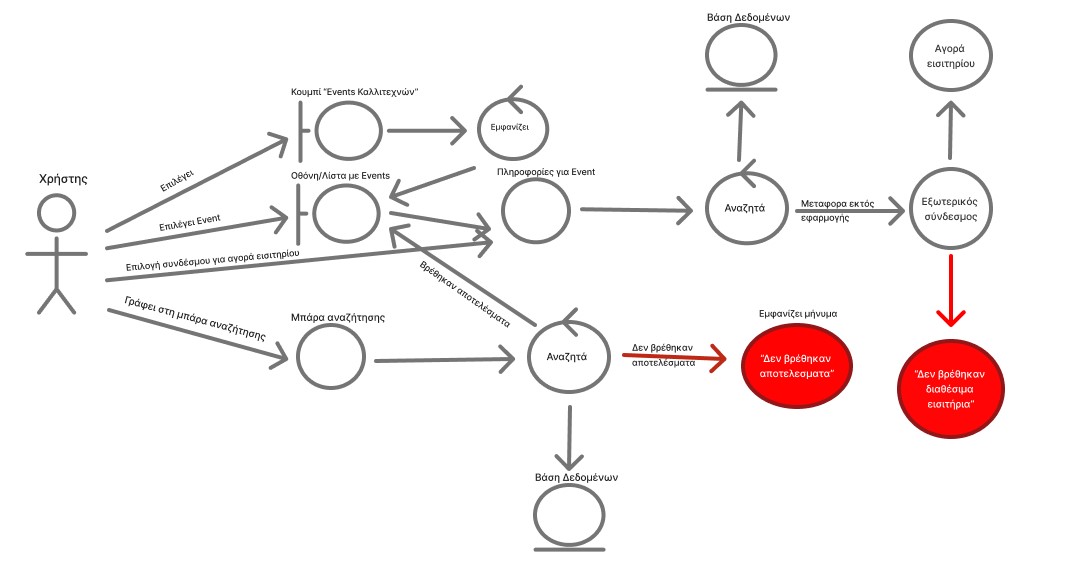 Βάση Δεδομένων
Αγορά
εισιτηρίου
Κουμπί "Events Καλλιτεχνών"
Εμφανίζει
Χρήστης
Επιλέγει
Οθόνη/Λίστα με Events
Πληροφορίες για Event
Επιλέγει Event
Αναζητά
Μεταφορα εκτός
εφαρμογής
Εξωτερικός
σύνδεσμος
Επιλογή συνδέσμου για αγορά εισιτηρίου
Βρέθηκαν αποτελέσματα
Γράφει στη μπάρα αναζήτησης
Μπάρα αναζήτησης
Αναζητά
Δεν βρέθηκαν
αποτελέσματα
Εμφανίζει μήνυμα
"Δεν βρέθηκαν
αποτελεσματα"
"Δεν βρέθηκαν
διαθέσιμα
εισιτήρια"
Βάση Δεδομένων